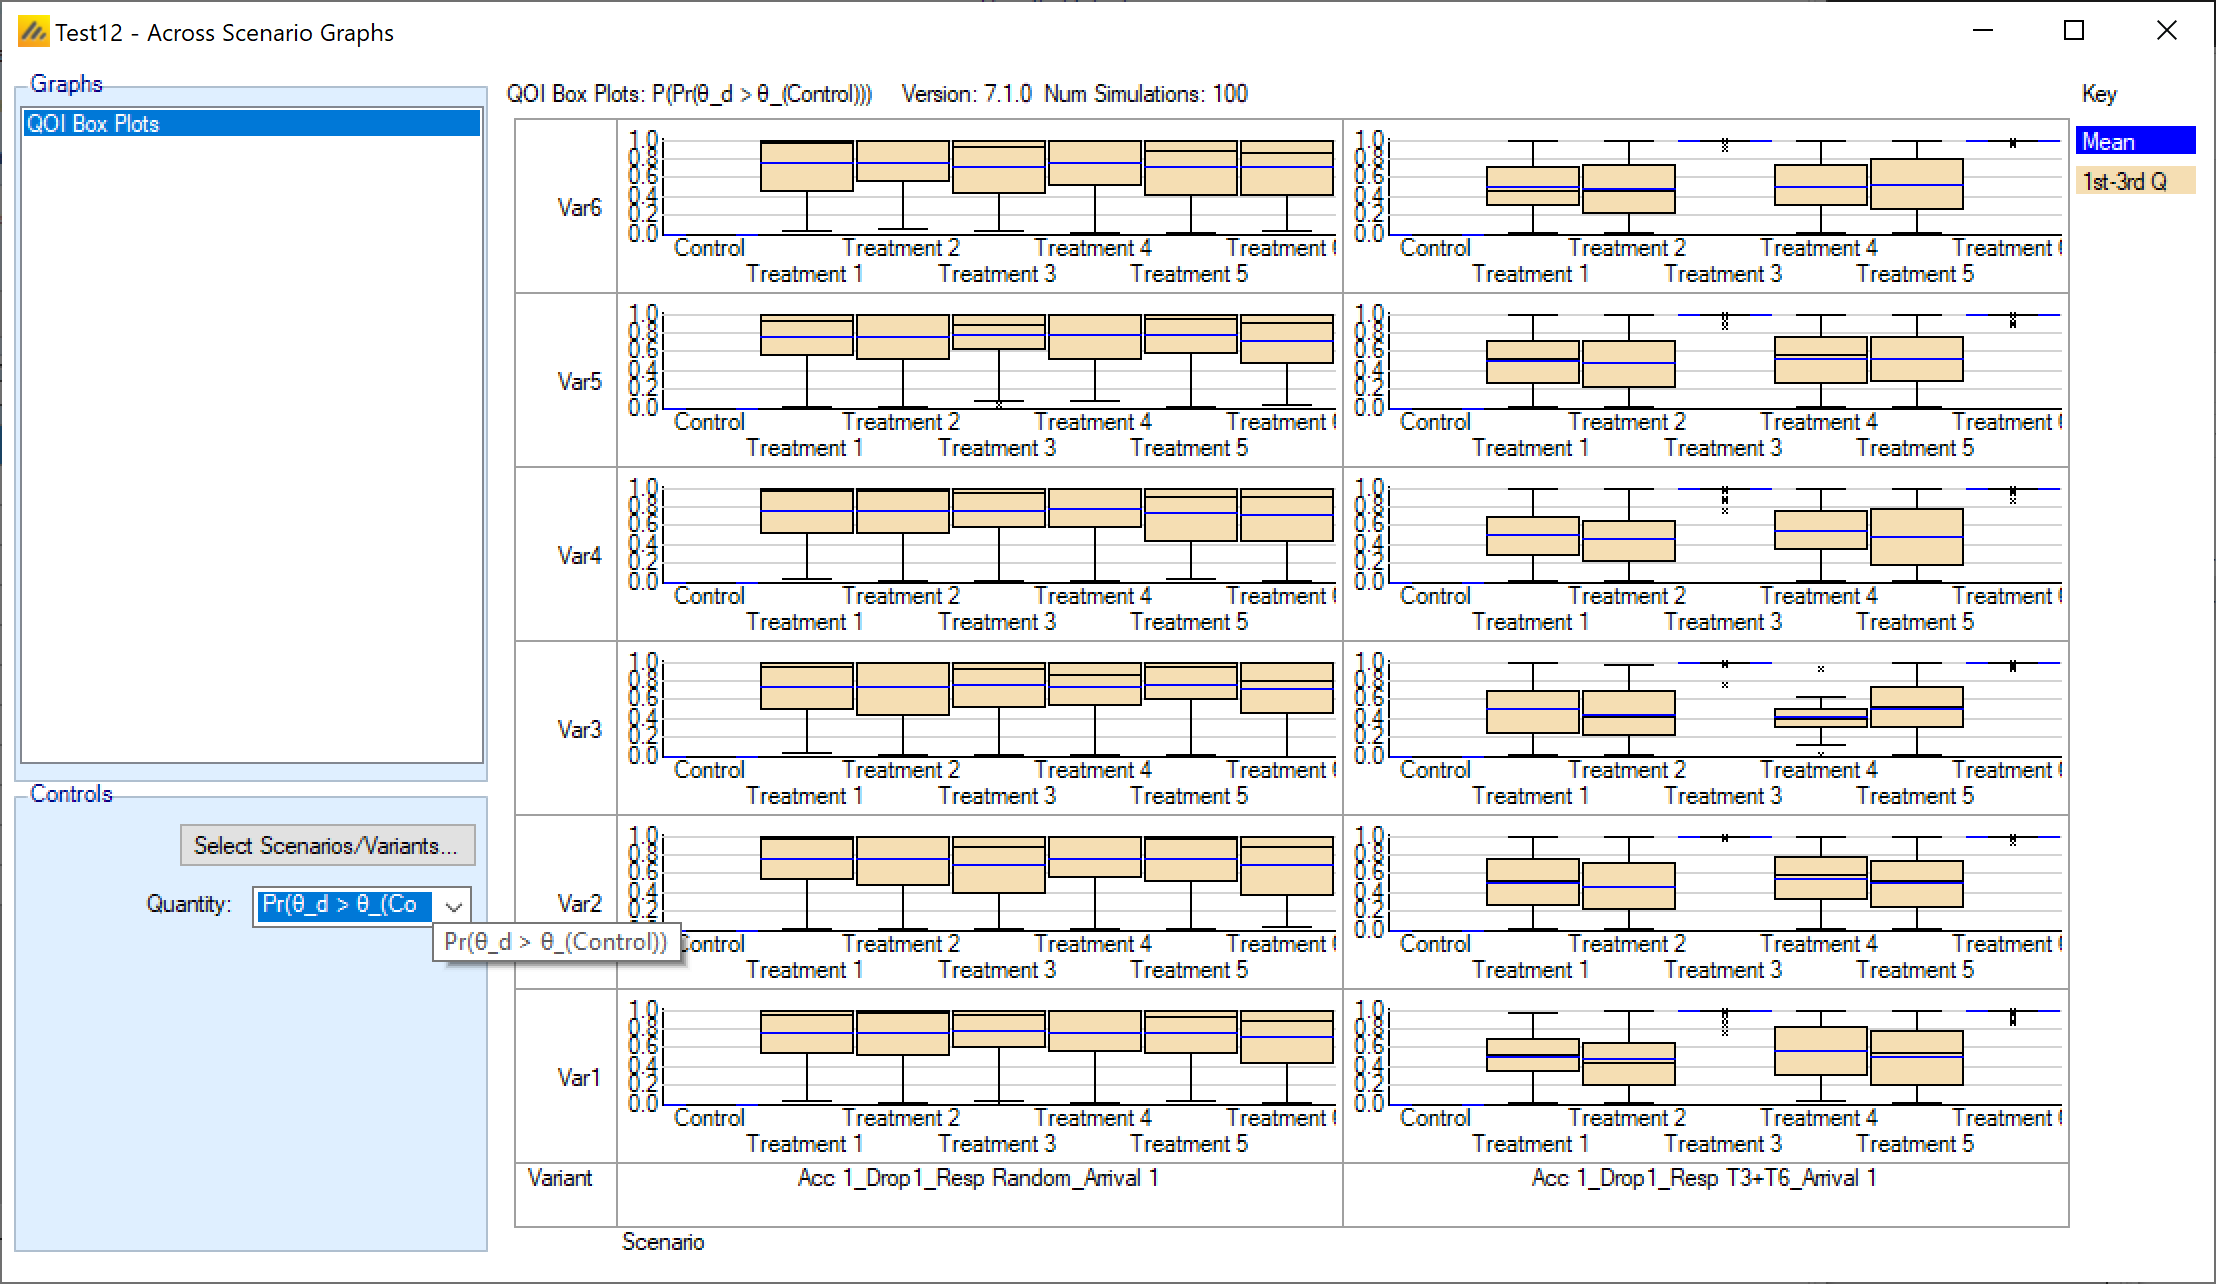 Test12 - Across Scenario Graphs
Graphs
QOI Box Plots
Controls
Select Scenarios/Variants...
Quantity: Pr(θ_d > θ_(Co
Pr(θ_d > θ_(Control))
QOI Box Plots: P(Pr(θ_d > θ_(Control))) Version: 7.1.0 Num Simulations: 100
Key
Mean
1st-3rd Q
Var6
1.0 0.8 0.6 0.4 0.2 0.0
Control Treatment 2 Treatment 4 Treatment
Treatment 1 Treatment 3 Treatment 5
1.0 0.8 0.6 0.4 0.2 0.0
Control Treatment 2 Treatment 4 Treatment
Treatment 1 Treatment 3 Treatment 5
Var5
1.0 0.8 0.6 0.4 0.2 0.0
Control Treatment 2 Treatment 4 Treatment
Treatment 1 Treatment 3 Treatment 5
1.0 0.8 0.6 0.4 0.2 0.0
Control Treatment 2 Treatment 4 Treatment
Treatment 1 Treatment 3 Treatment 5
Var4
1.0 0.8 0.6 0.4 0.2 0.0
Control Treatment 2 Treatment 4 Treatment
Treatment 1 Treatment 3 Treatment 5
1.0 0.8 0.6 0.4 0.2 0.0
Control Treatment 2 Treatment 4 Treatment
Treatment 1 Treatment 3 Treatment 5
Var3
1.0 0.8 0.6 0.4 0.2 0.0
Control Treatment 2 Treatment 4 Treatment
Treatment 1 Treatment 3 Treatment 5
1.0 0.8 0.6 0.4 0.2 0.0
Control Treatment 2 Treatment 4 Treatment
Treatment 1 Treatment 3 Treatment 5
Var2
1.0 0.8 0.6 0.4 0.2 0.0
Control Treatment 2 Treatment 4 Treatment
Treatment 1 Treatment 3 Treatment 5
1.0 0.8 0.6 0.4 0.2 0.0
Control Treatment 2 Treatment 4 Treatment
Treatment 1 Treatment 3 Treatment 5
Var1
1.0 0.8 0.6 0.4 0.2 0.0
Control Treatment 2 Treatment 4 Treatment
Treatment 1 Treatment 3 Treatment 5
1.0 0.8 0.6 0.4 0.2 0.0
Control Treatment 2 Treatment 4 Treatment
Treatment 1 Treatment 3 Treatment 5
Variant
Acc 1_Drop1_Resp Random_Arrival 1
Acc 1_Drop1_Resp T3+T6_Arrival 1
Scenario